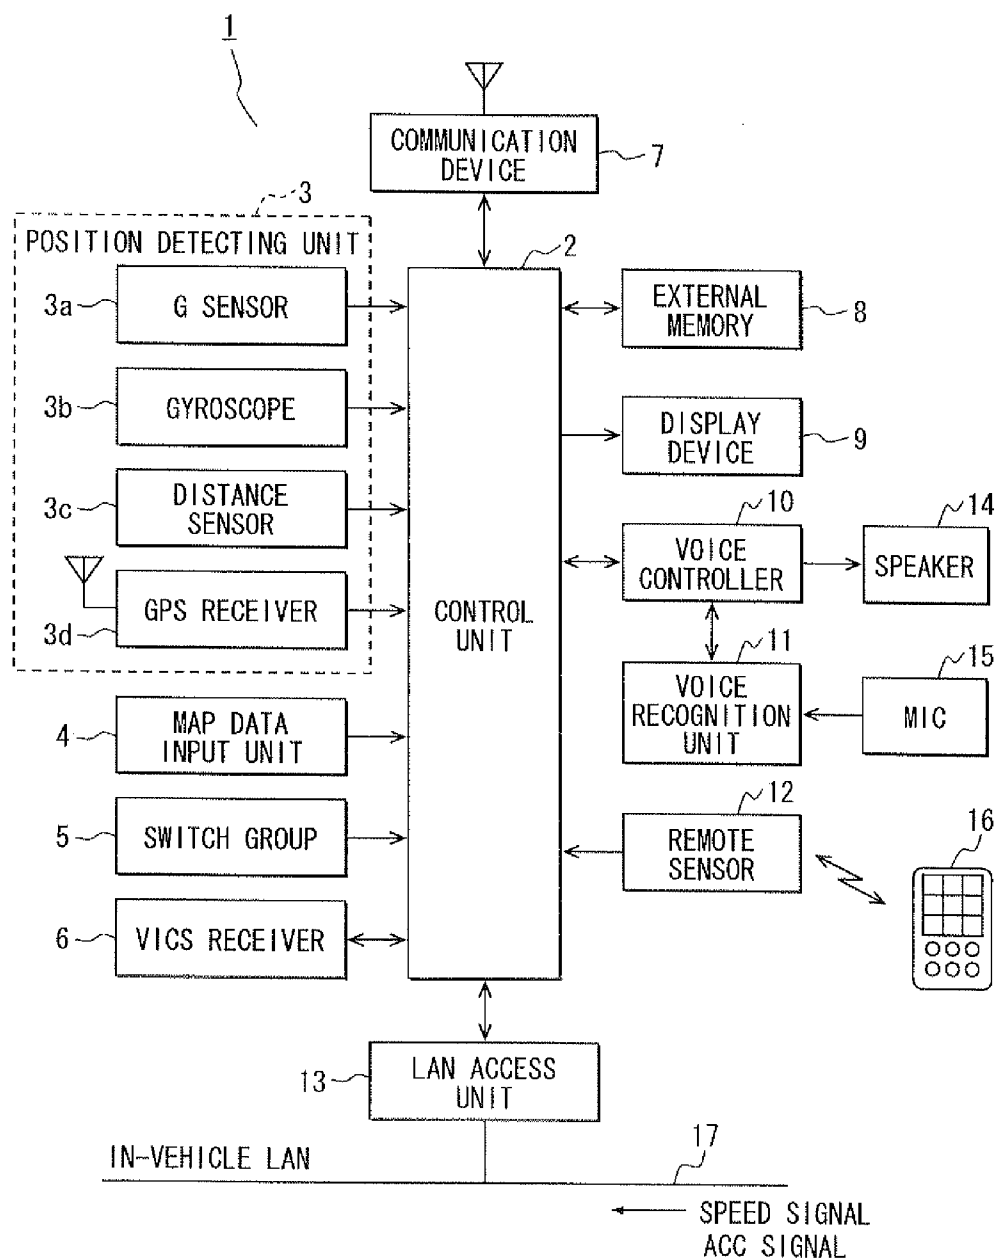 1
COMMUNICATION
DEVICE
7
3
POSITION DETECTING UNIT
2
3a
G SENSOR
EXTERNAL
MEMORY
8
3b
GYROSCOPE
DISPLAY
DEVICE
9
3c
DISTANCE
SENSOR
10
VOICE
CONTROLLER
14
SPEAKER
3d
GPS RECEIVER
CONTROL
UNIT
11
VOICE
RECOGNITION
UNIT
15
MIC
4
MAP DATA
INPUT UNIT
5
SWITCH GROUP
12
REMOTE
SENSOR
16
6
VICS RECEIVER
13
LAN ACCESS
UNIT
IN-VEHICLE LAN
17
SPEED SIGNAL
ACC SIGNAL